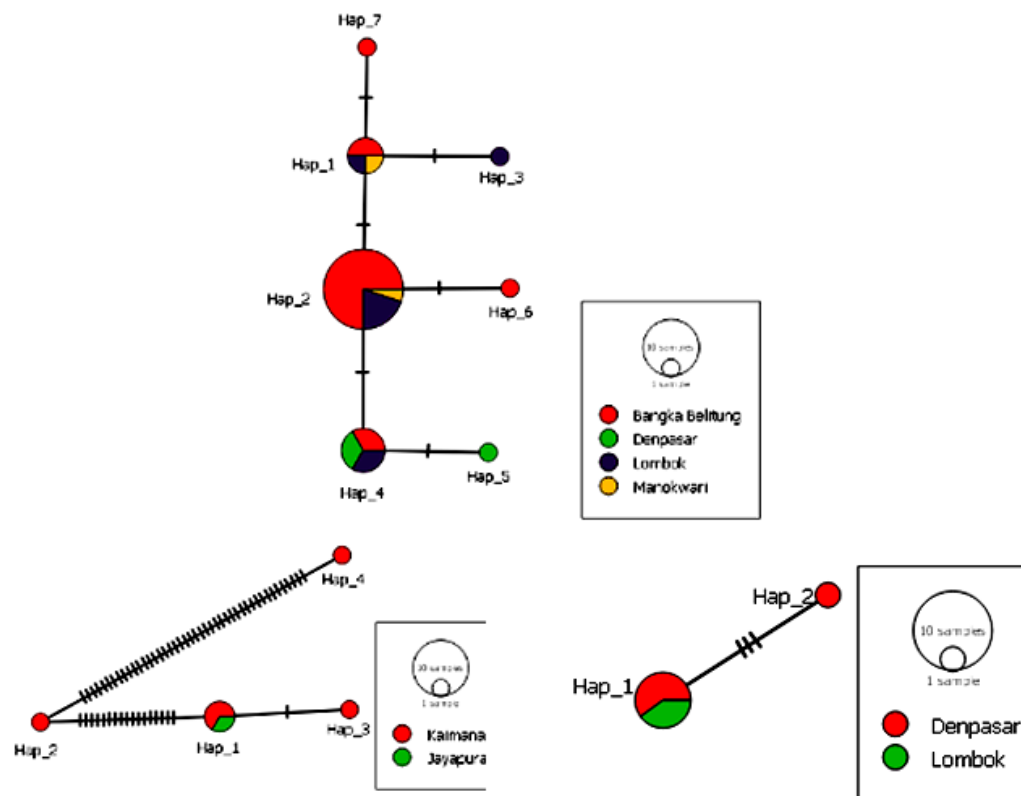 Hap_7
Hap_1
Hap_3
Hap_2
Hap_6
Hap_4
Hap_5
10 samples
1 sample
Bangka Belitung
Denpasar
Lombok
Manokwari
Hap_4
Hap_2
Hap_1
Hap_3
10 samples
1 sample
Kaimana
Jayapura
Hap_2
Hap_1
10 samples
1 sample
Denpasar
Lombok